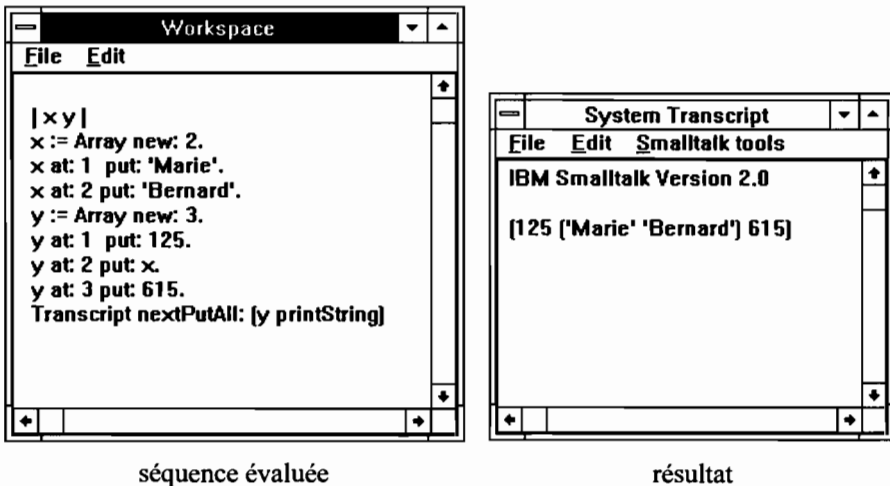 Workspace
File Edit
| x y |
x := Array new: 2.
x at: 1 put: 'Marie'.
x at: 2 put: 'Bernard'.
y := Array new: 3.
y at: 1 put: 125.
y at: 2 put: x.
y at: 3 put: 615.
Transcript nextPutAll: (y printString)
séquence évaluée
System Transcript
File Edit Smalltalk tools
IBM Smalltalk Version 2.0
(125 ('Marie' 'Bernard') 615)
résultat